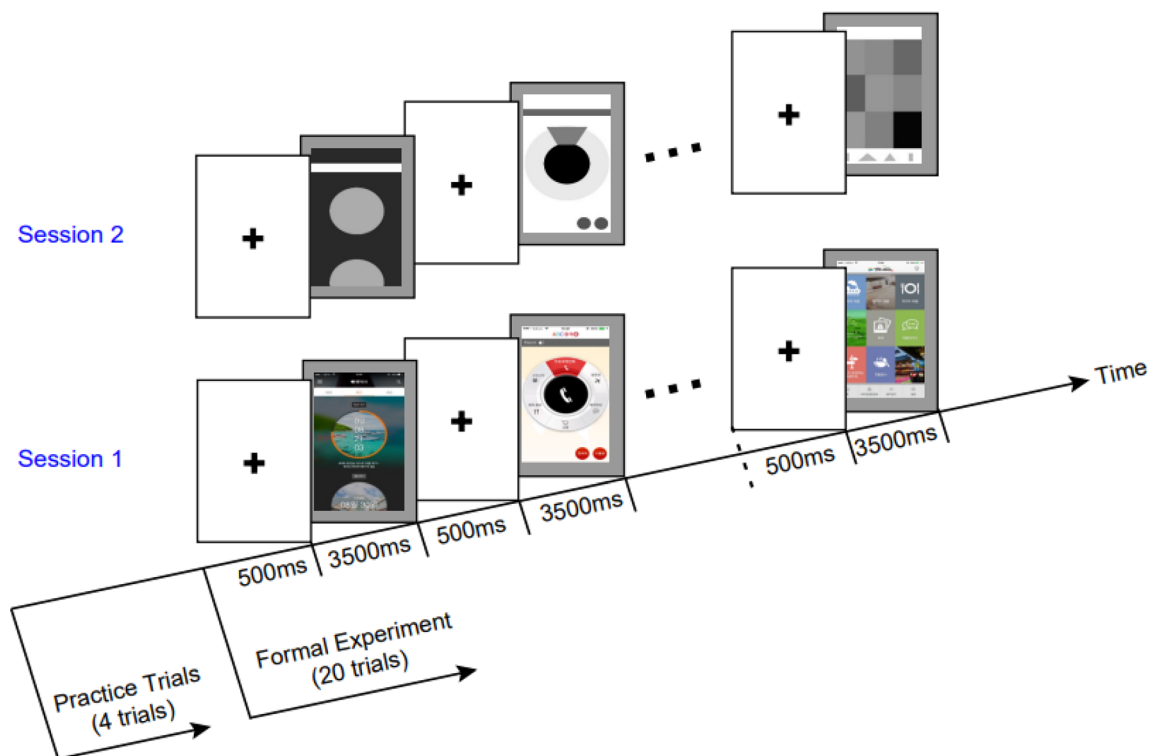 Session 2
Session 1
Time
500ms
3500ms
500ms
3500ms
500ms
3500ms
Formal Experiment
(20 trials)
Practice Trials
(4 trials)